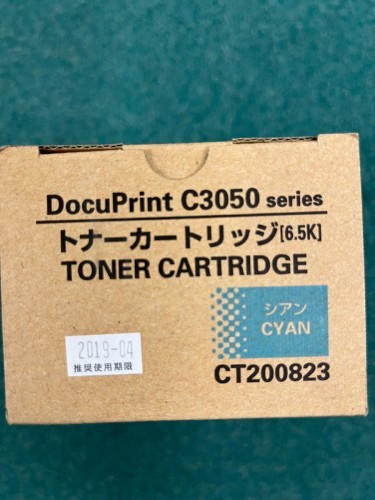 DocuPrint C3050 series
トナーカートリッジ[6.5K]
TONER CARTRIDGE
シアン
CYAN
2019-04
推奨使用期限
CT200823